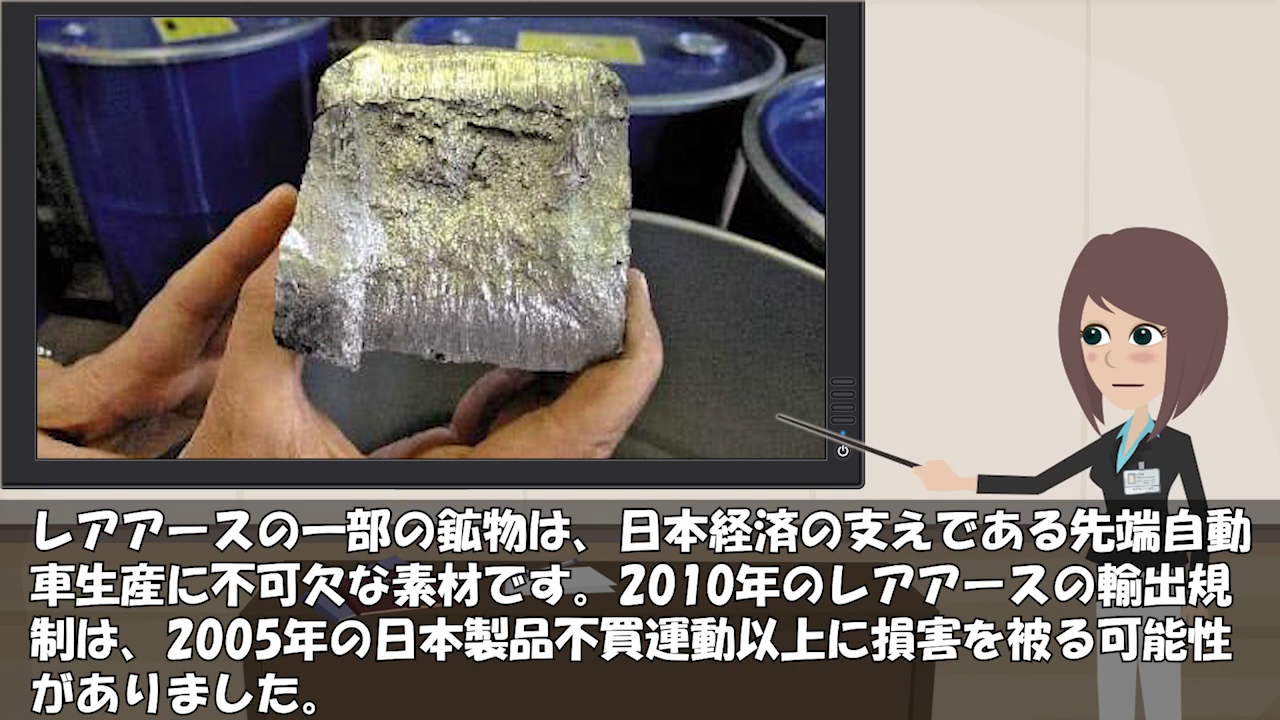 レアアースの一部の鉱物は、日本経済の支えである先端自動
車生産に不可欠な素材です。2010年のレアアースの輸出規
制は、2005年の日本製品不買運動以上に損害を被る可能性
がありました。